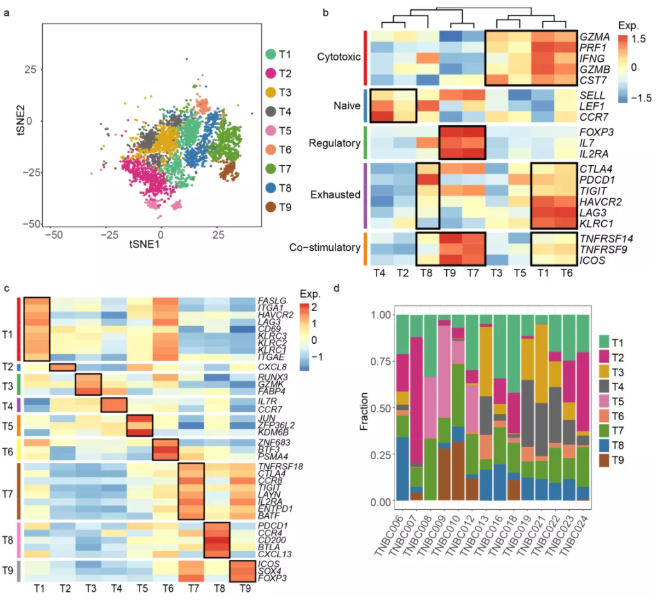 a
tSNE2
25
0
−25
−50
−50
−25
0
25
tSNE1
T1
T2
T3
T4
T5
T6
T7
T8
T9
b
Exp.
1.5
0
−1.5
Cytotoxic
GZMA
PRF1
IFNG
GZMB
CST7
Naive
SELL
LEF1
CCR7
Regulatory
FOXP3
IL7
IL2RA
Exhausted
CTLA4
PDCD1
TIGIT
HAVCR2
LAG3
KLRC1
Co-stimulatory
TNFRSF14
TNFRSF9
ICOS
T4 T2 T8 T9 T7 T3 T5 T1 T6
c
Exp.
2
1
0
−1
T1
FASLG
ITGA1
HAVCR2
LAG3
CD69
KLRC3
KLRC2
KLRC1
ITGAE
T2
CXCL8
T3
RUNX3
GZMK
FABP4
T4
IL7R
CCR7
T5
JUN
ZFP36L2
KDM6B
T6
ZNF683
BTF3
PSMA4
T7
TNFRSF18
CTLA4
CCR8
TIGIT
LAYN
IL2RA
ENTPD1
BATF
T8
PDCD1
CCR4
CD200
BTLA
CXCL13
T9
ICOS
SOX4
FOXP3
T1 T2 T3 T4 T5 T6 T7 T8 T9
d
Fraction
1.00
0.75
0.50
0.25
0.00
TNBC006
TNBC007
TNBC008
TNBC009
TNBC010
TNBC012
TNBC013
TNBC016
TNBC018
TNBC019
TNBC021
TNBC022
TNBC023
TNBC024
T1
T2
T3
T4
T5
T6
T7
T8
T9